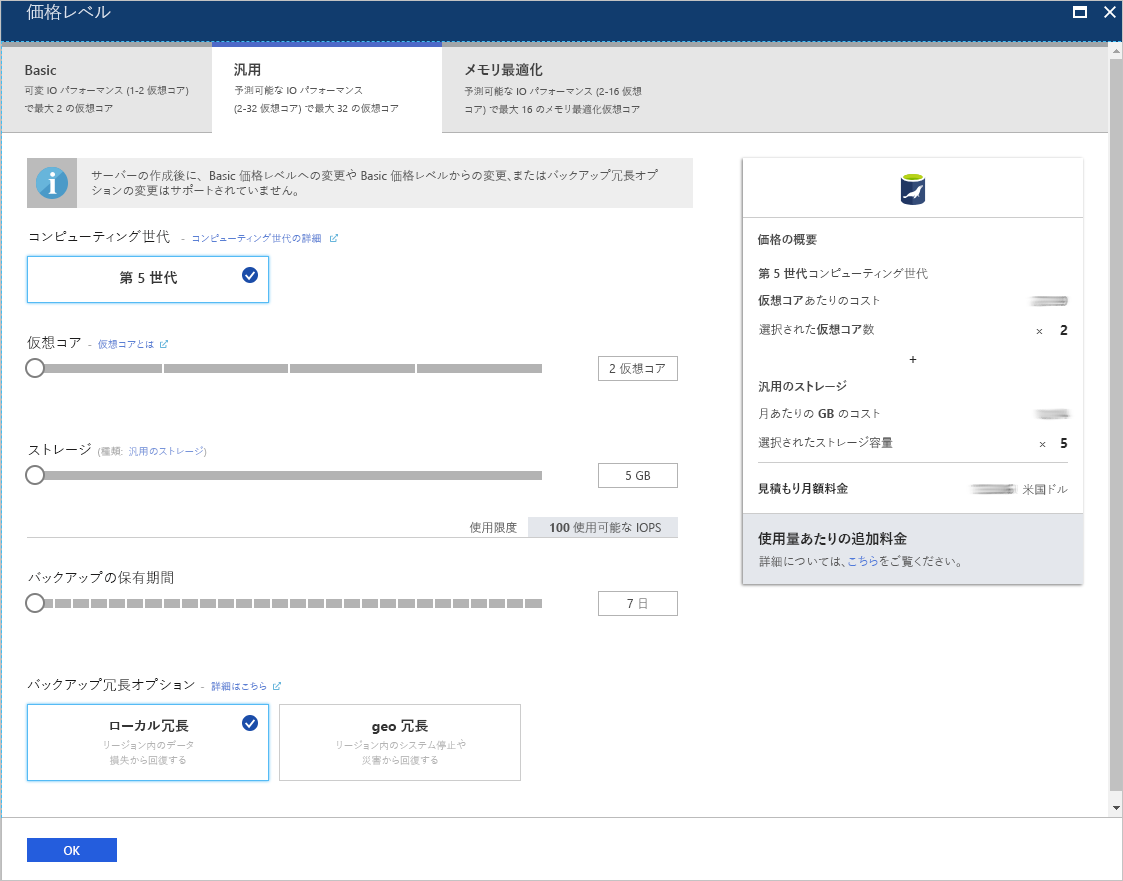 価格レベル
Basic
可変 IO パフォーマンス (1-2 仮想コア)
で最大 2 の仮想コア
汎用
予測可能な IO パフォーマンス
(2-32 仮想コア) で最大 32 の仮想コア
メモリ最適化
予測可能な IO パフォーマンス (2-16 仮想
コア) で最大 16 のメモリ最適化仮想コア
サーバーの作成後に、Basic 価格レベルへの変更や Basic 価格レベルからの変更、またはバックアップ冗長オプ
ションの変更はサポートされていません。
コンピューティング世代 - コンピューティング世代の詳細
第 5 世代
仮想コア - 仮想コアとは
2 仮想コア
ストレージ (種類: 汎用のストレージ)
5 GB
使用限度 100 使用可能な IOPS
バックアップの保有期間
7 日
バックアップ冗長オプション - 詳細はこちら
ローカル冗長
リージョン内のデータ
損失から回復する
geo 冗長
リージョン内のシステム停止や
災害から回復する
価格の概要
第 5 世代コンピューティング世代
仮想コアあたりのコスト
選択された仮想コア数 × 2
+
汎用のストレージ
月あたりの GB のコスト
選択されたストレージ容量 × 5
見積もり月額料金 米国ドル
使用量あたりの追加料金
詳細については、こちらをご覧ください。
OK